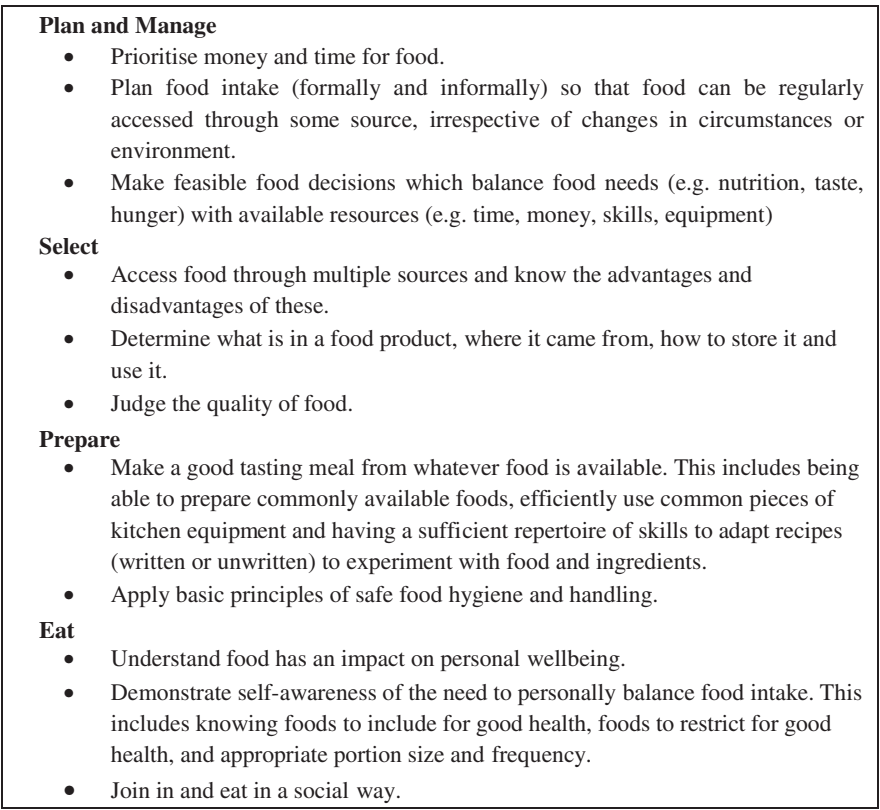 Plan and Manage
• Prioritise money and time for food.
• Plan food intake (formally and informally) so that food can be regularly
accessed through some source, irrespective of changes in circumstances or
environment.
• Make feasible food decisions which balance food needs (e.g. nutrition, taste,
hunger) with available resources (e.g. time, money, skills, equipment)
Select
• Access food through multiple sources and know the advantages and
disadvantages of these.
• Determine what is in a food product, where it came from, how to store it and
use it.
• Judge the quality of food.
Prepare
• Make a good tasting meal from whatever food is available. This includes being
able to prepare commonly available foods, efficiently use common pieces of
kitchen equipment and having a sufficient repertoire of skills to adapt recipes
(written or unwritten) to experiment with food and ingredients.
• Apply basic principles of safe food hygiene and handling.
Eat
• Understand food has an impact on personal wellbeing.
• Demonstrate self-awareness of the need to personally balance food intake. This
includes knowing foods to include for good health, foods to restrict for good
health, and appropriate portion size and frequency.
• Join in and eat in a social way.